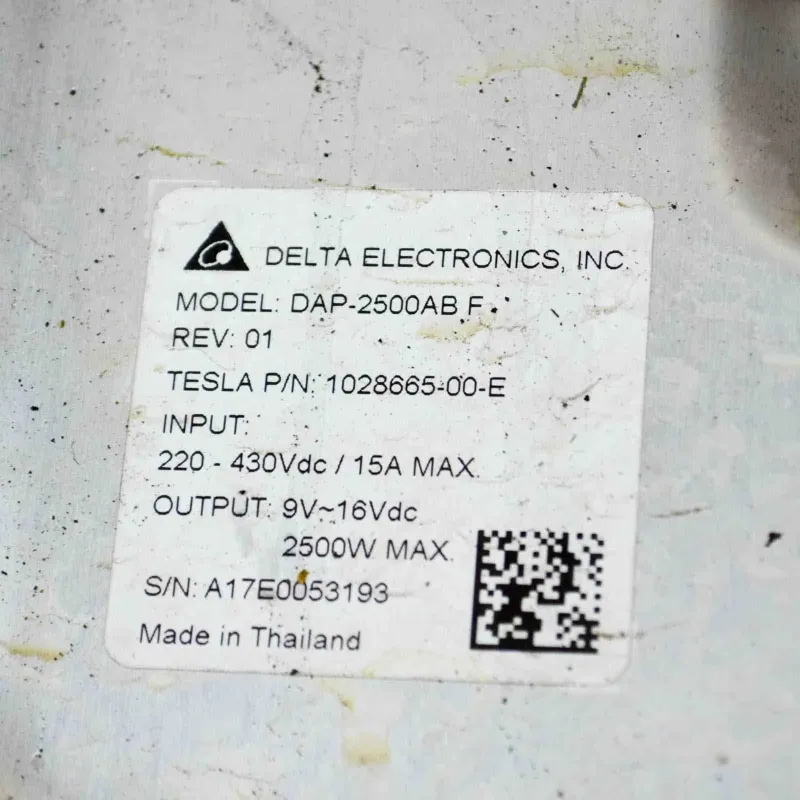 DELTA ELECTRONICS, INC.
MODEL: DAP-2500AB F
REV: 01
TESLA P/N: 1028665-00-E
INPUT:
220 - 430Vdc / 15A MAX.
OUTPUT: 9V~16Vdc
2500W MAX.
S/N: A17E0053193
Made in Thailand